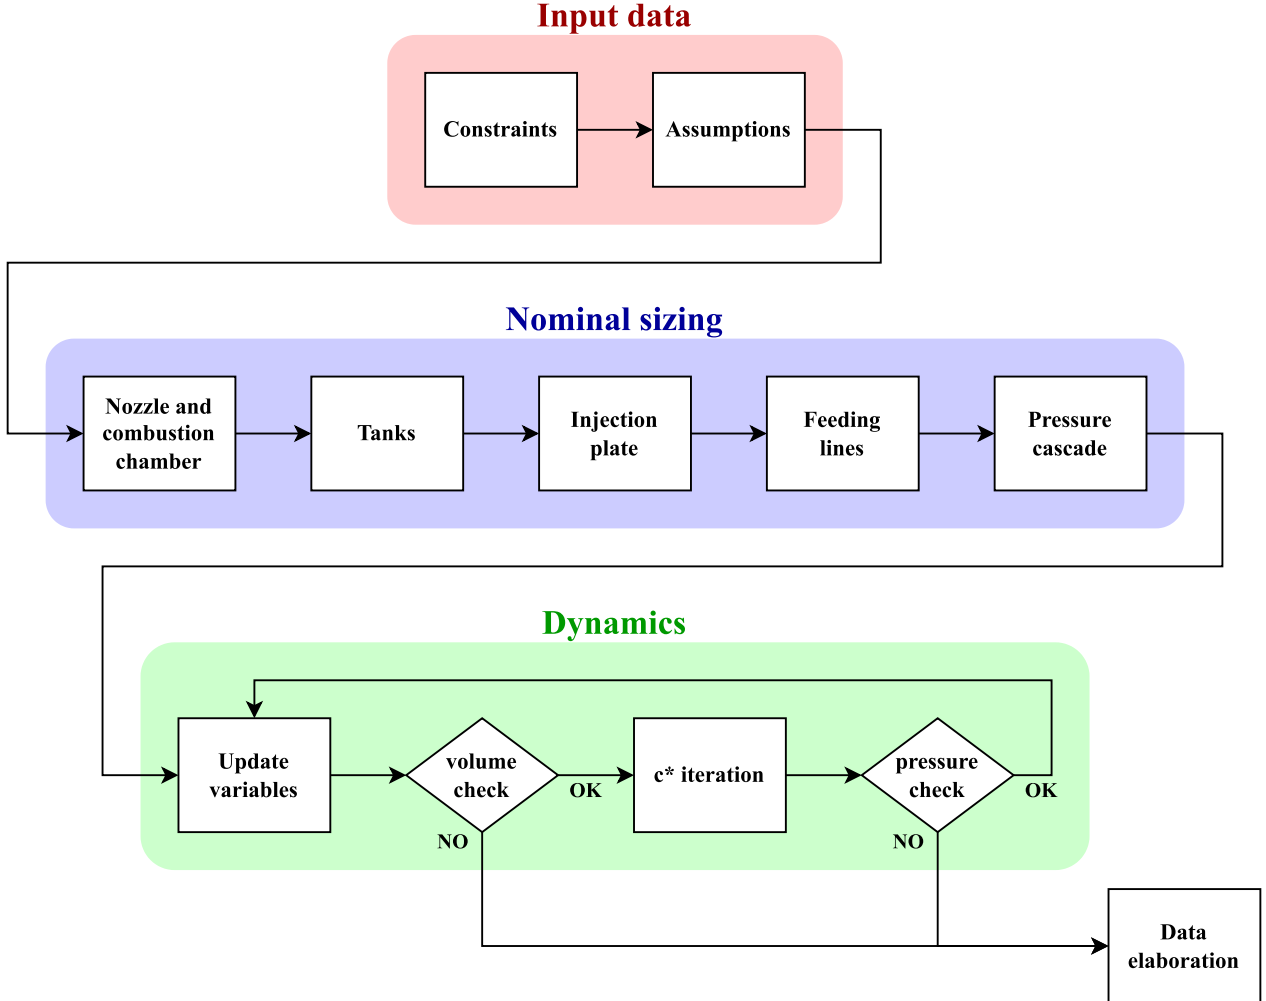 Input data
Constraints
Assumptions
Nominal sizing
Nozzle and
combustion
chamber
Tanks
Injection
plate
Feeding
lines
Pressure
cascade
Dynamics
Update
variables
volume
check
OK
NO
c* iteration
pressure
check
OK
NO
Data
elaboration